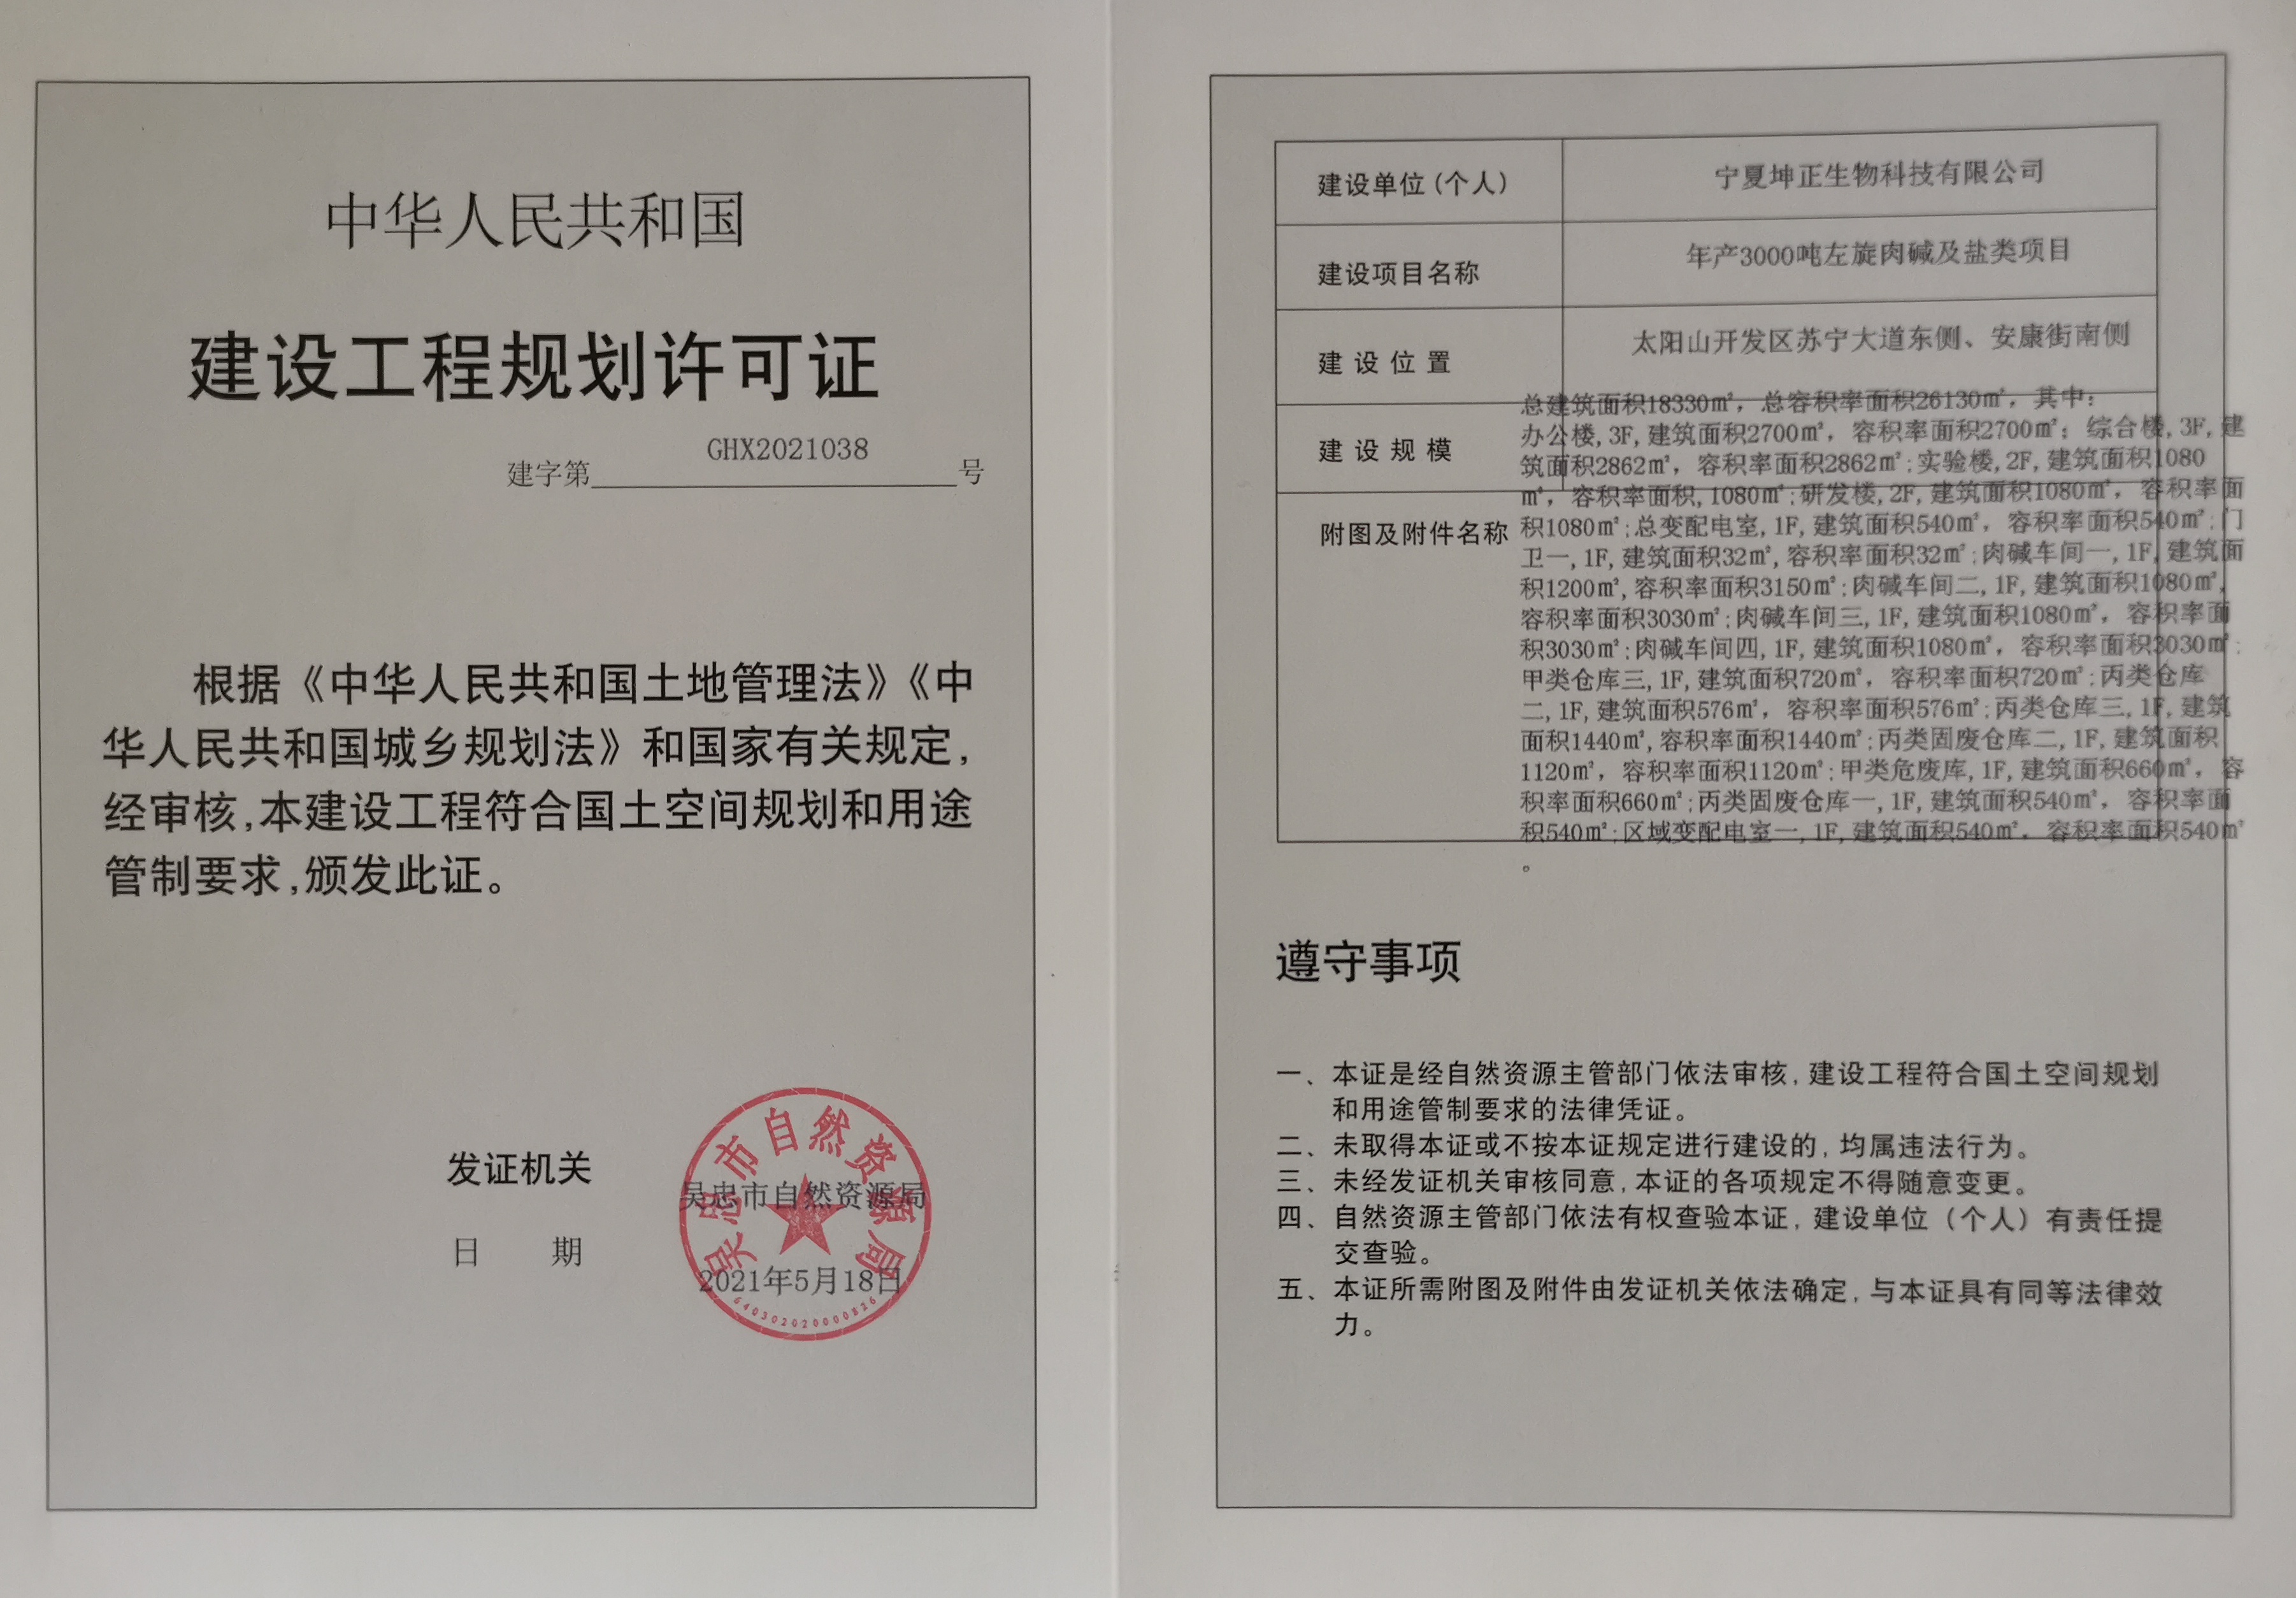 中华人民共和国
建设工程规划许可证
建字第 GHX2021038 号
根据《中华人民共和国土地管理法》《中
华人民共和国城乡规划法》和国家有关规定,
经审核,本建设工程符合国土空间规划和用途
管制要求,颁发此证。
发证机关 吴忠市自然资源局
日 期 2021年5月18日
吴忠市自然资源局
640302020000826
建设单位(个人) 宁夏坤正生物科技有限公司
建设项目名称 年产3000吨左旋肉碱及盐类项目
建设位置 太阳山开发区苏宁大道东侧、安康街南侧
建设规模
附图及附件名称
总建筑面积18330㎡,总容积率面积26130㎡,其中:
办公楼,3F,建筑面积2700㎡,容积率面积2700㎡;综合楼,3F,建
筑面积2862㎡,容积率面积2862㎡;实验楼,2F,建筑面积1080
㎡,容积率面积,1080㎡;研发楼,2F,建筑面积1080㎡,容积率面
积1080㎡;总变配电室,1F,建筑面积540㎡,容积率面积540㎡;门
卫一,1F,建筑面积32㎡,容积率面积32㎡;肉碱车间一,1F,建筑面
积1200㎡,容积率面积3150㎡;肉碱车间二,1F,建筑面积1080㎡,
容积率面积3030㎡;肉碱车间三,1F,建筑面积1080㎡,容积率面
积3030㎡;肉碱车间四,1F,建筑面积1080㎡,容积率面积3030㎡;
甲类仓库三,1F,建筑面积720㎡,容积率面积720㎡;丙类仓库
二,1F,建筑面积576㎡,容积率面积576㎡;丙类仓库三,1F,建筑
面积1440㎡,容积率面积1440㎡;丙类固废仓库二,1F,建筑面积
1120㎡,容积率面积1120㎡;甲类危废库,1F,建筑面积660㎡,容
积率面积660㎡;丙类固废仓库一,1F,建筑面积540㎡,容积率面
积540㎡;区域变配电室一,1F,建筑面积540㎡,容积率面积540㎡
。
遵守事项
一、本证是经自然资源主管部门依法审核,建设工程符合国土空间规划
和用途管制要求的法律凭证。
二、未取得本证或不按本证规定进行建设的,均属违法行为。
三、未经发证机关审核同意,本证的各项规定不得随意变更。
四、自然资源主管部门依法有权查验本证,建设单位(个人)有责任提
交查验。
五、本证所需附图及附件由发证机关依法确定,与本证具有同等法律效
力。